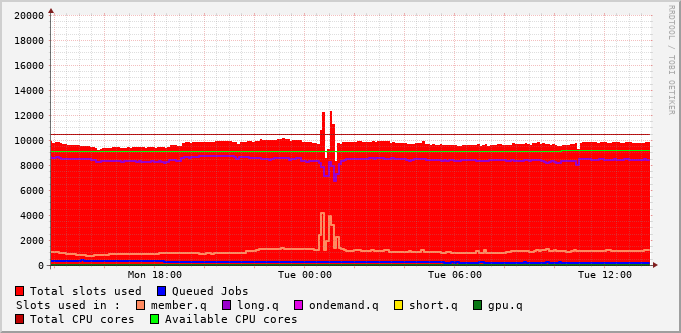 RRDTOOL / TOBI OETIKER
20000
18000
16000
14000
12000
10000
8000
6000
4000
2000
0
Mon 18:00 Tue 00:00 Tue 06:00 Tue 12:00
Total slots used Queued Jobs
Slots used in : member.q long.q ondemand.q short.q gpu.q
Total CPU cores Available CPU cores